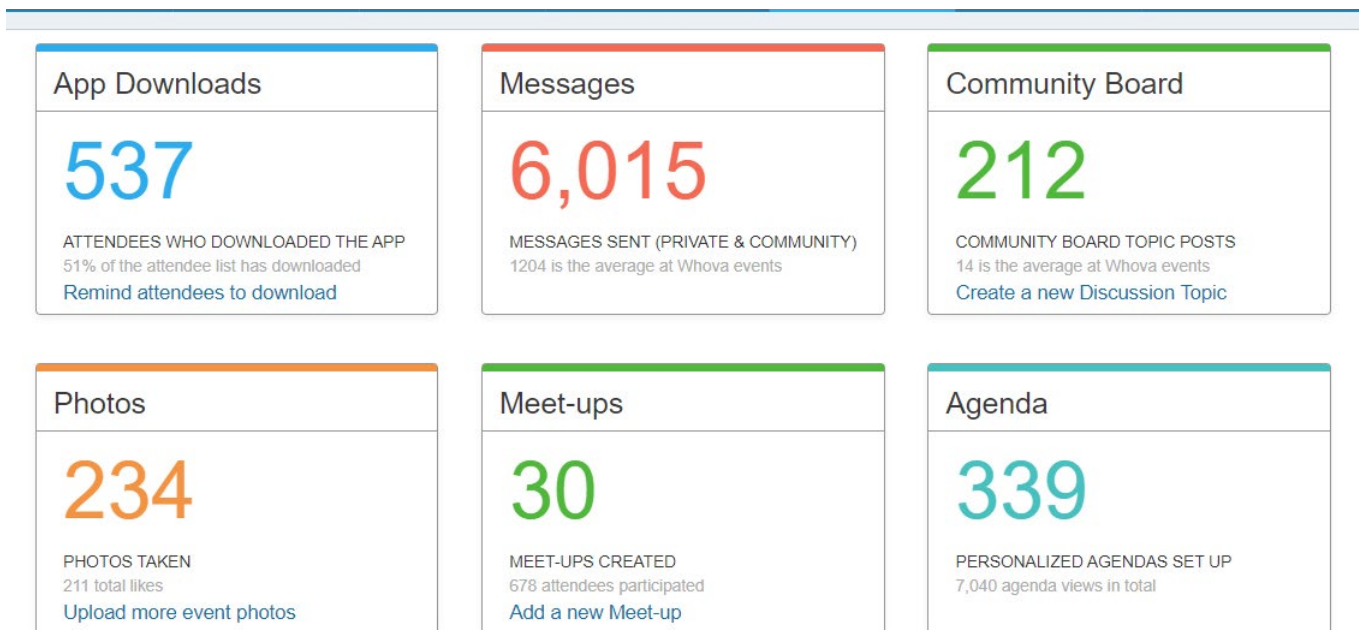 App Downloads
537
ATTENDEES WHO DOWNLOADED THE APP
51% of the attendee list has downloaded
Remind attendees to download
Messages
6,015
MESSAGES SENT (PRIVATE & COMMUNITY)
1204 is the average at Whova events
Community Board
212
COMMUNITY BOARD TOPIC POSTS
14 is the average at Whova events
Create a new Discussion Topic
Photos
234
PHOTOS TAKEN
211 total likes
Upload more event photos
Meet-ups
30
MEET-UPS CREATED
678 attendees participated
Add a new Meet-up
Agenda
339
PERSONALIZED AGENDAS SET UP
7,040 agenda views in total